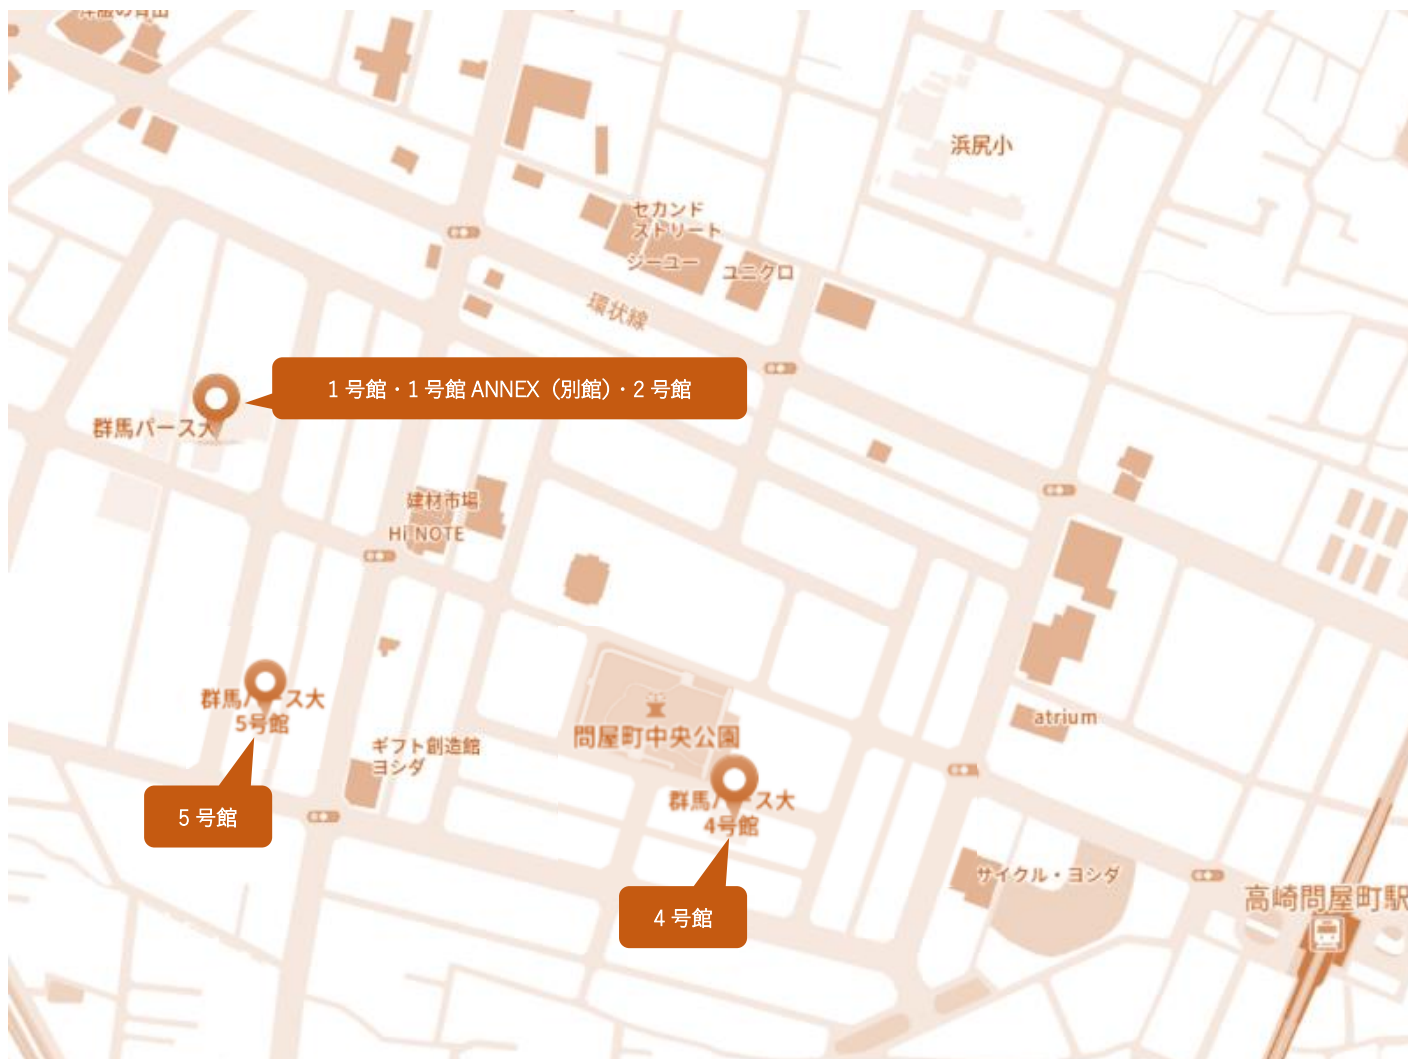 浜尻小
セカンド
ストリート
ジーユー
ユニクロ
環状線
1号館・1号館 ANNEX（別館）・2号館
群馬パース大
建材市場
Hi NOTE
群馬パース大
5号館
5号館
問屋町中央公園
atrium
ギフト創造館
ヨシダ
群馬パース大
4号館
4号館
サイクル・ヨシダ
高崎問屋町駅